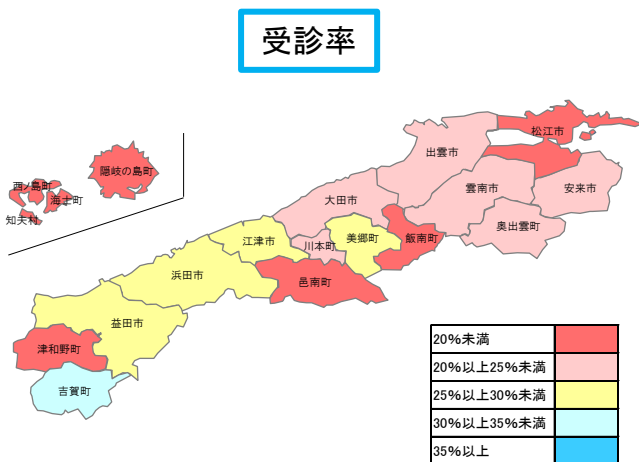 受診率
松江市
出雲市
隠岐の島町
西ノ島町
海士町
知夫村
雲南市
安来市
大田市
奥出雲町
飯南町
美郷町
川本町
江津市
邑南町
浜田市
益田市
津和野町
吉賀町
20%未満
20%以上25%未満
25%以上30%未満
30%以上35%未満
35%以上